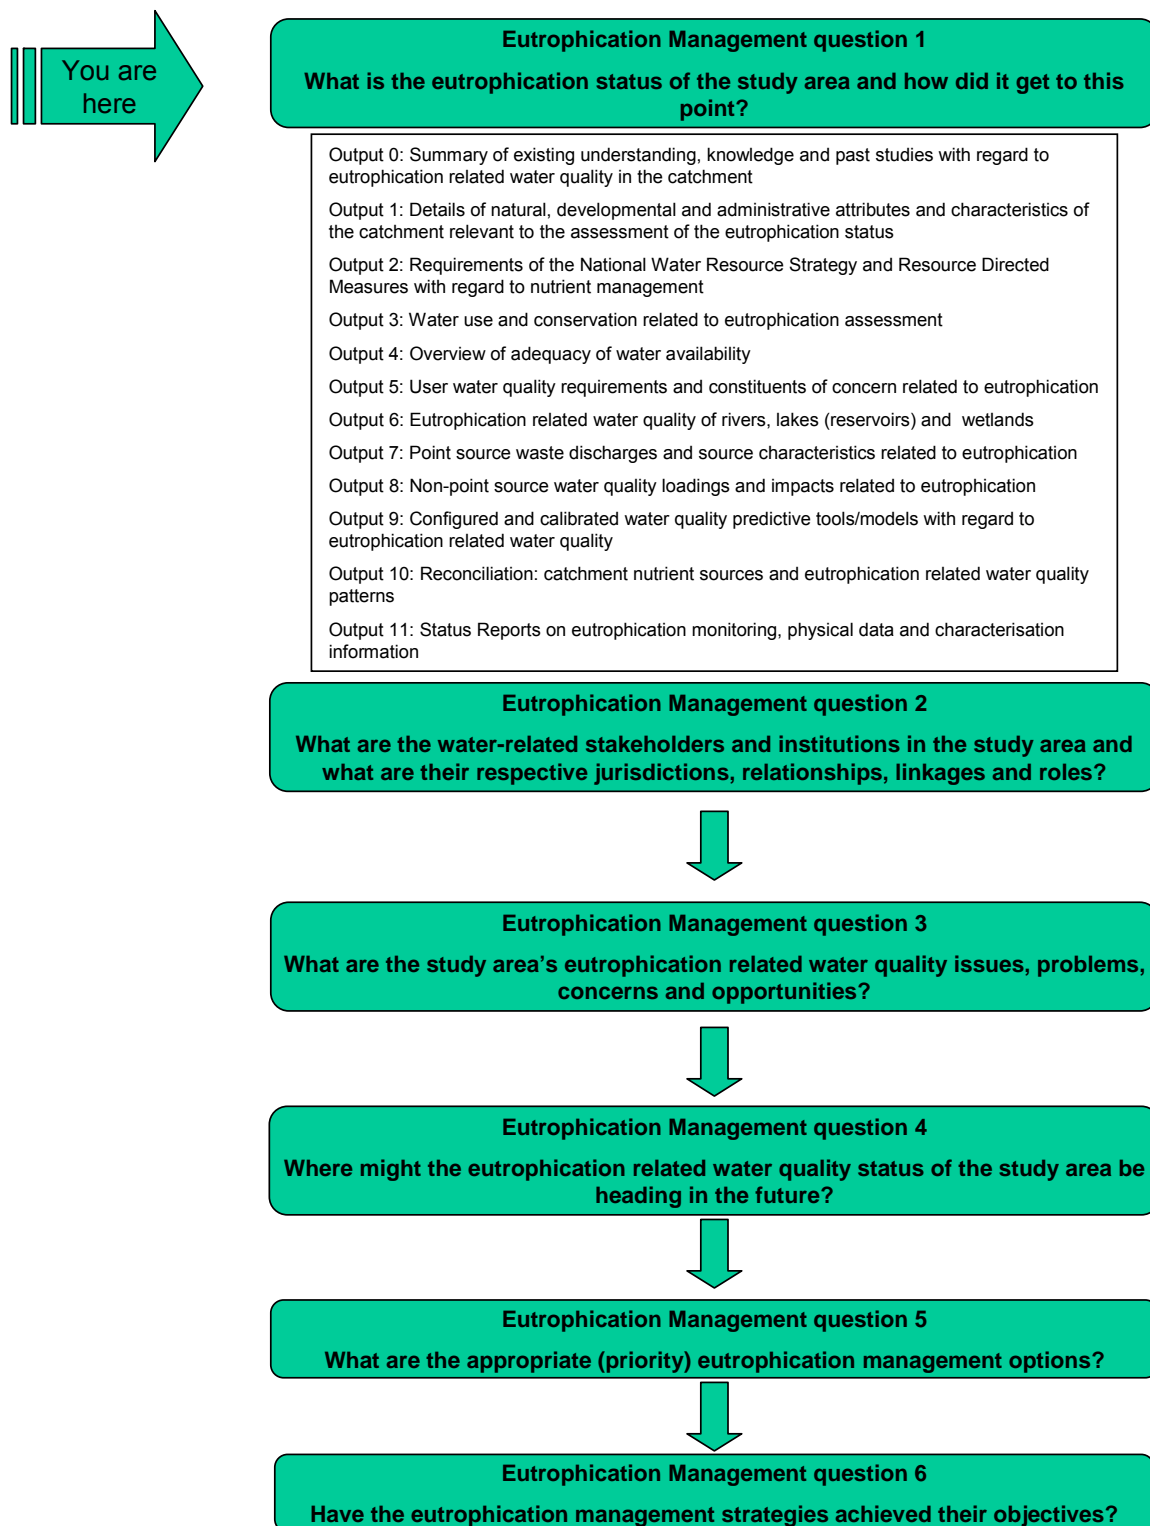 You are
here
Eutrophication Management question 1
What is the eutrophication status of the study area and how did it get to this
point?
Output 0: Summary of existing understanding, knowledge and past studies with regard to
eutrophication related water quality in the catchment
Output 1: Details of natural, developmental and administrative attributes and characteristics of
the catchment relevant to the assessment of the eutrophication status
Output 2: Requirements of the National Water Resource Strategy and Resource Directed
Measures with regard to nutrient management
Output 3: Water use and conservation related to eutrophication assessment
Output 4: Overview of adequacy of water availability
Output 5: User water quality requirements and constituents of concern related to eutrophication
Output 6: Eutrophication related water quality of rivers, lakes (reservoirs) and wetlands
Output 7: Point source waste discharges and source characteristics related to eutrophication
Output 8: Non-point source water quality loadings and impacts related to eutrophication
Output 9: Configured and calibrated water quality predictive tools/models with regard to
eutrophication related water quality
Output 10: Reconciliation: catchment nutrient sources and eutrophication related water quality
patterns
Output 11: Status Reports on eutrophication monitoring, physical data and characterisation
information
Eutrophication Management question 2
What are the water-related stakeholders and institutions in the study area and
what are their respective jurisdictions, relationships, linkages and roles?
Eutrophication Management question 3
What are the study area's eutrophication related water quality issues, problems,
concerns and opportunities?
Eutrophication Management question 4
Where might the eutrophication related water quality status of the study area be
heading in the future?
Eutrophication Management question 5
What are the appropriate (priority) eutrophication management options?
Eutrophication Management question 6
Have the eutrophication management strategies achieved their objectives?